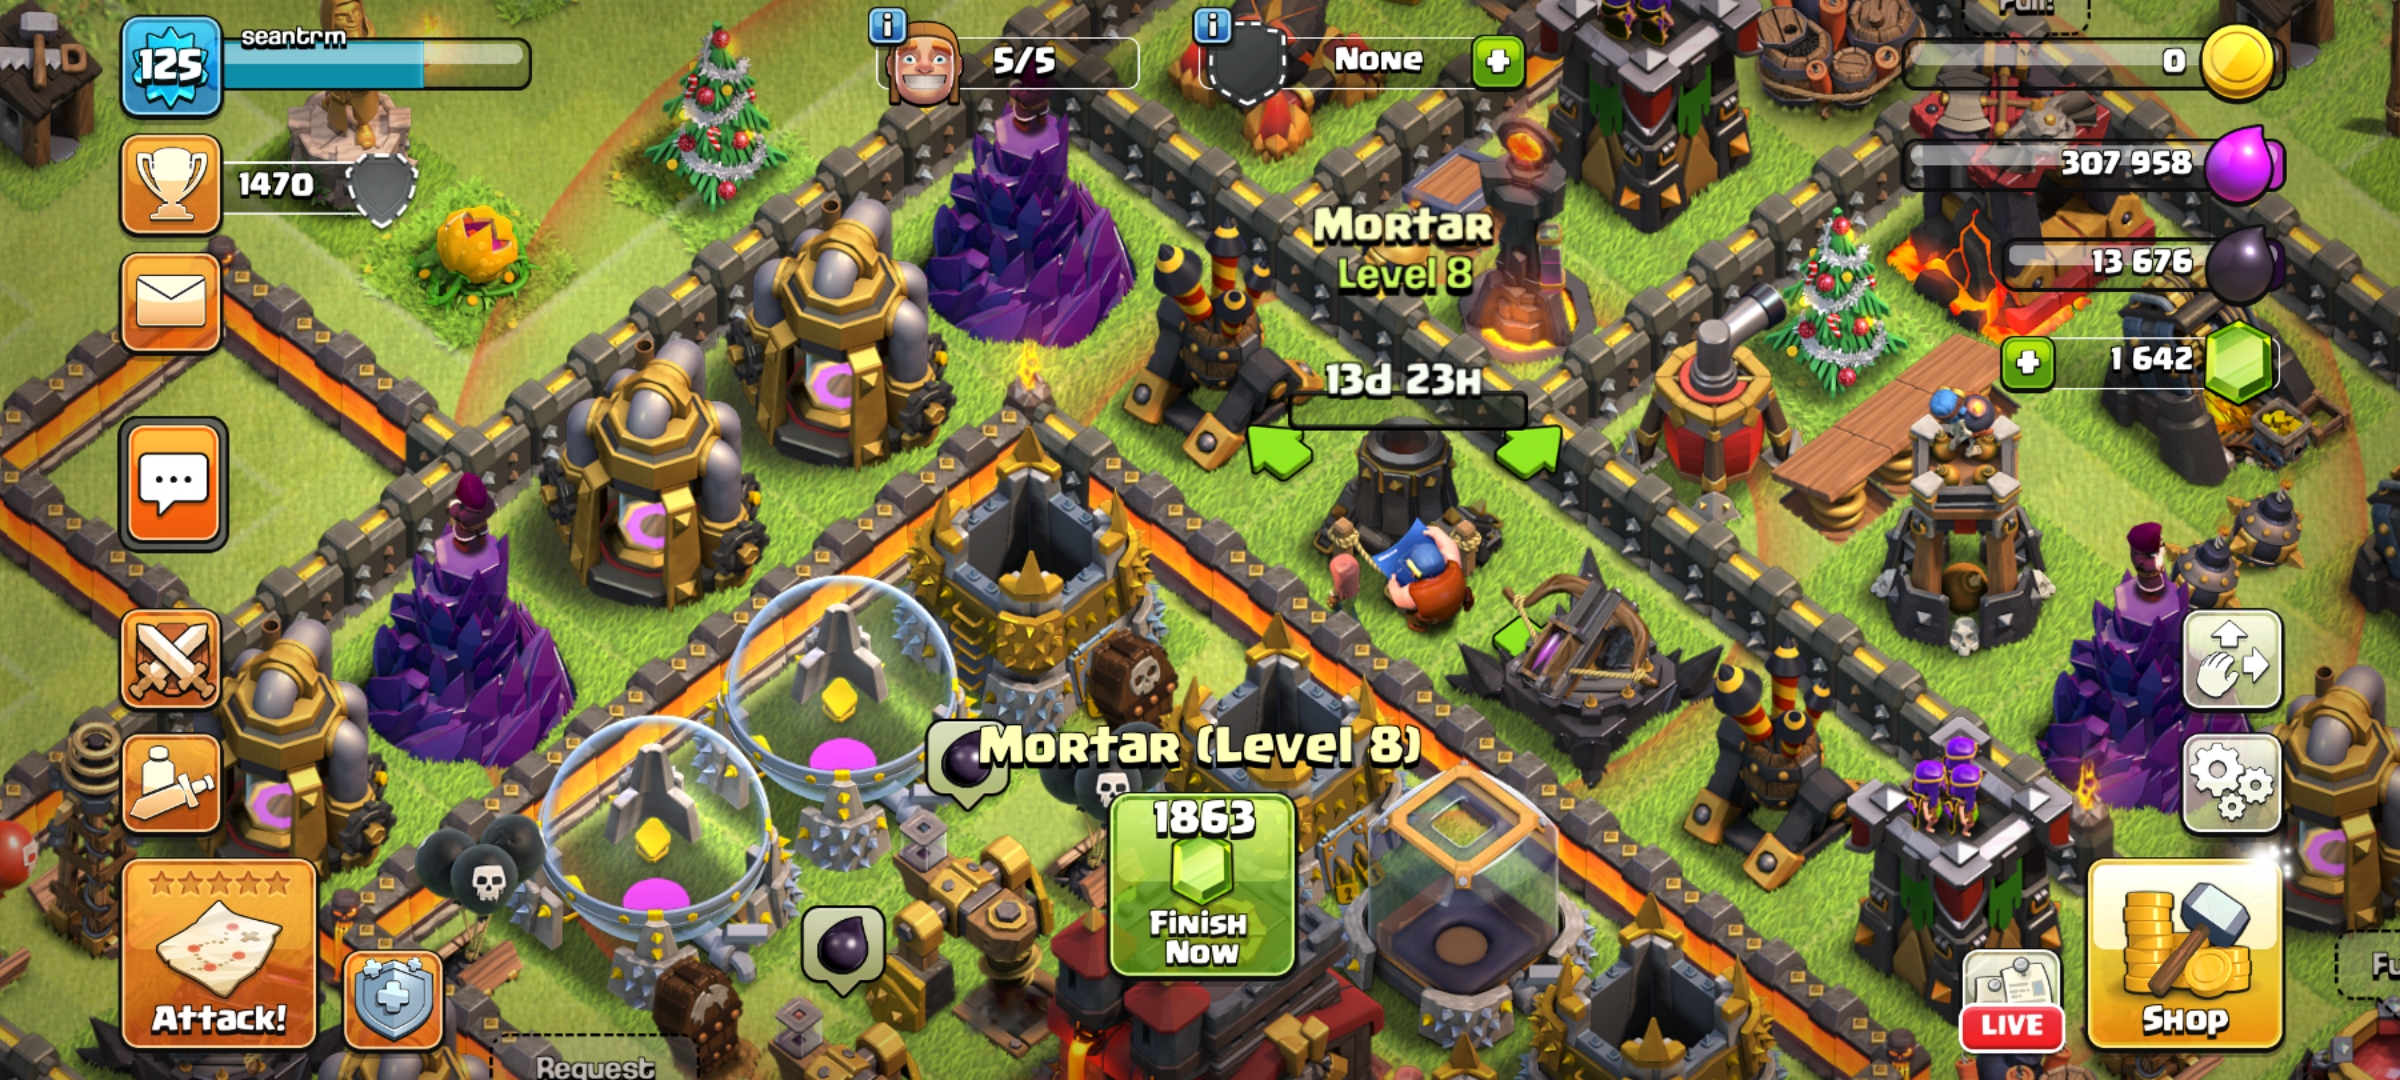 Full!
125
seantrm
5/5
None
0
1470
307 958
13 676
1 642
Mortar
Level 8
13d 23h
Mortar (Level 8)
1863
Finish
Now
Attack!
LIVE
Shop
Request